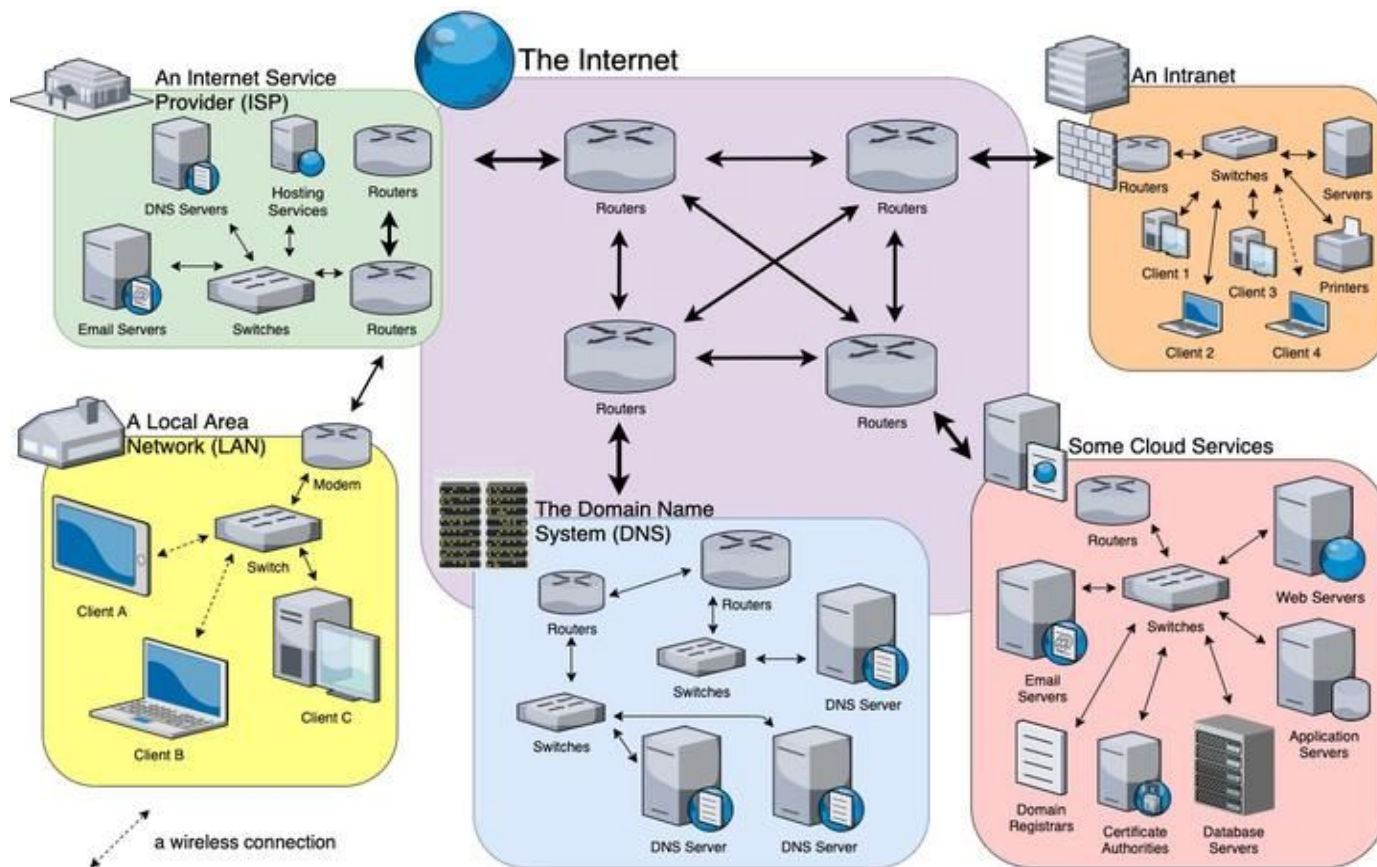 The Internet
An Internet Service
Provider (ISP)
DNS Servers
Hosting
Services
Routers
Email Servers
Switches
Routers
Routers
Routers
Routers
Routers
An Intranet
Routers
Switches
Servers
Client 1
Client 3
Printers
Client 2
Client 4
A Local Area
Network (LAN)
Modem
Switch
Client A
Client C
Client B
a wireless connection
The Domain Name
System (DNS)
Routers
Routers
Switches
DNS Server
Switches
DNS Server
DNS Server
Some Cloud Services
Routers
Web Servers
Switches
Email
Servers
Application
Servers
Domain
Registrars
Certificate
Authorities
Database
Servers